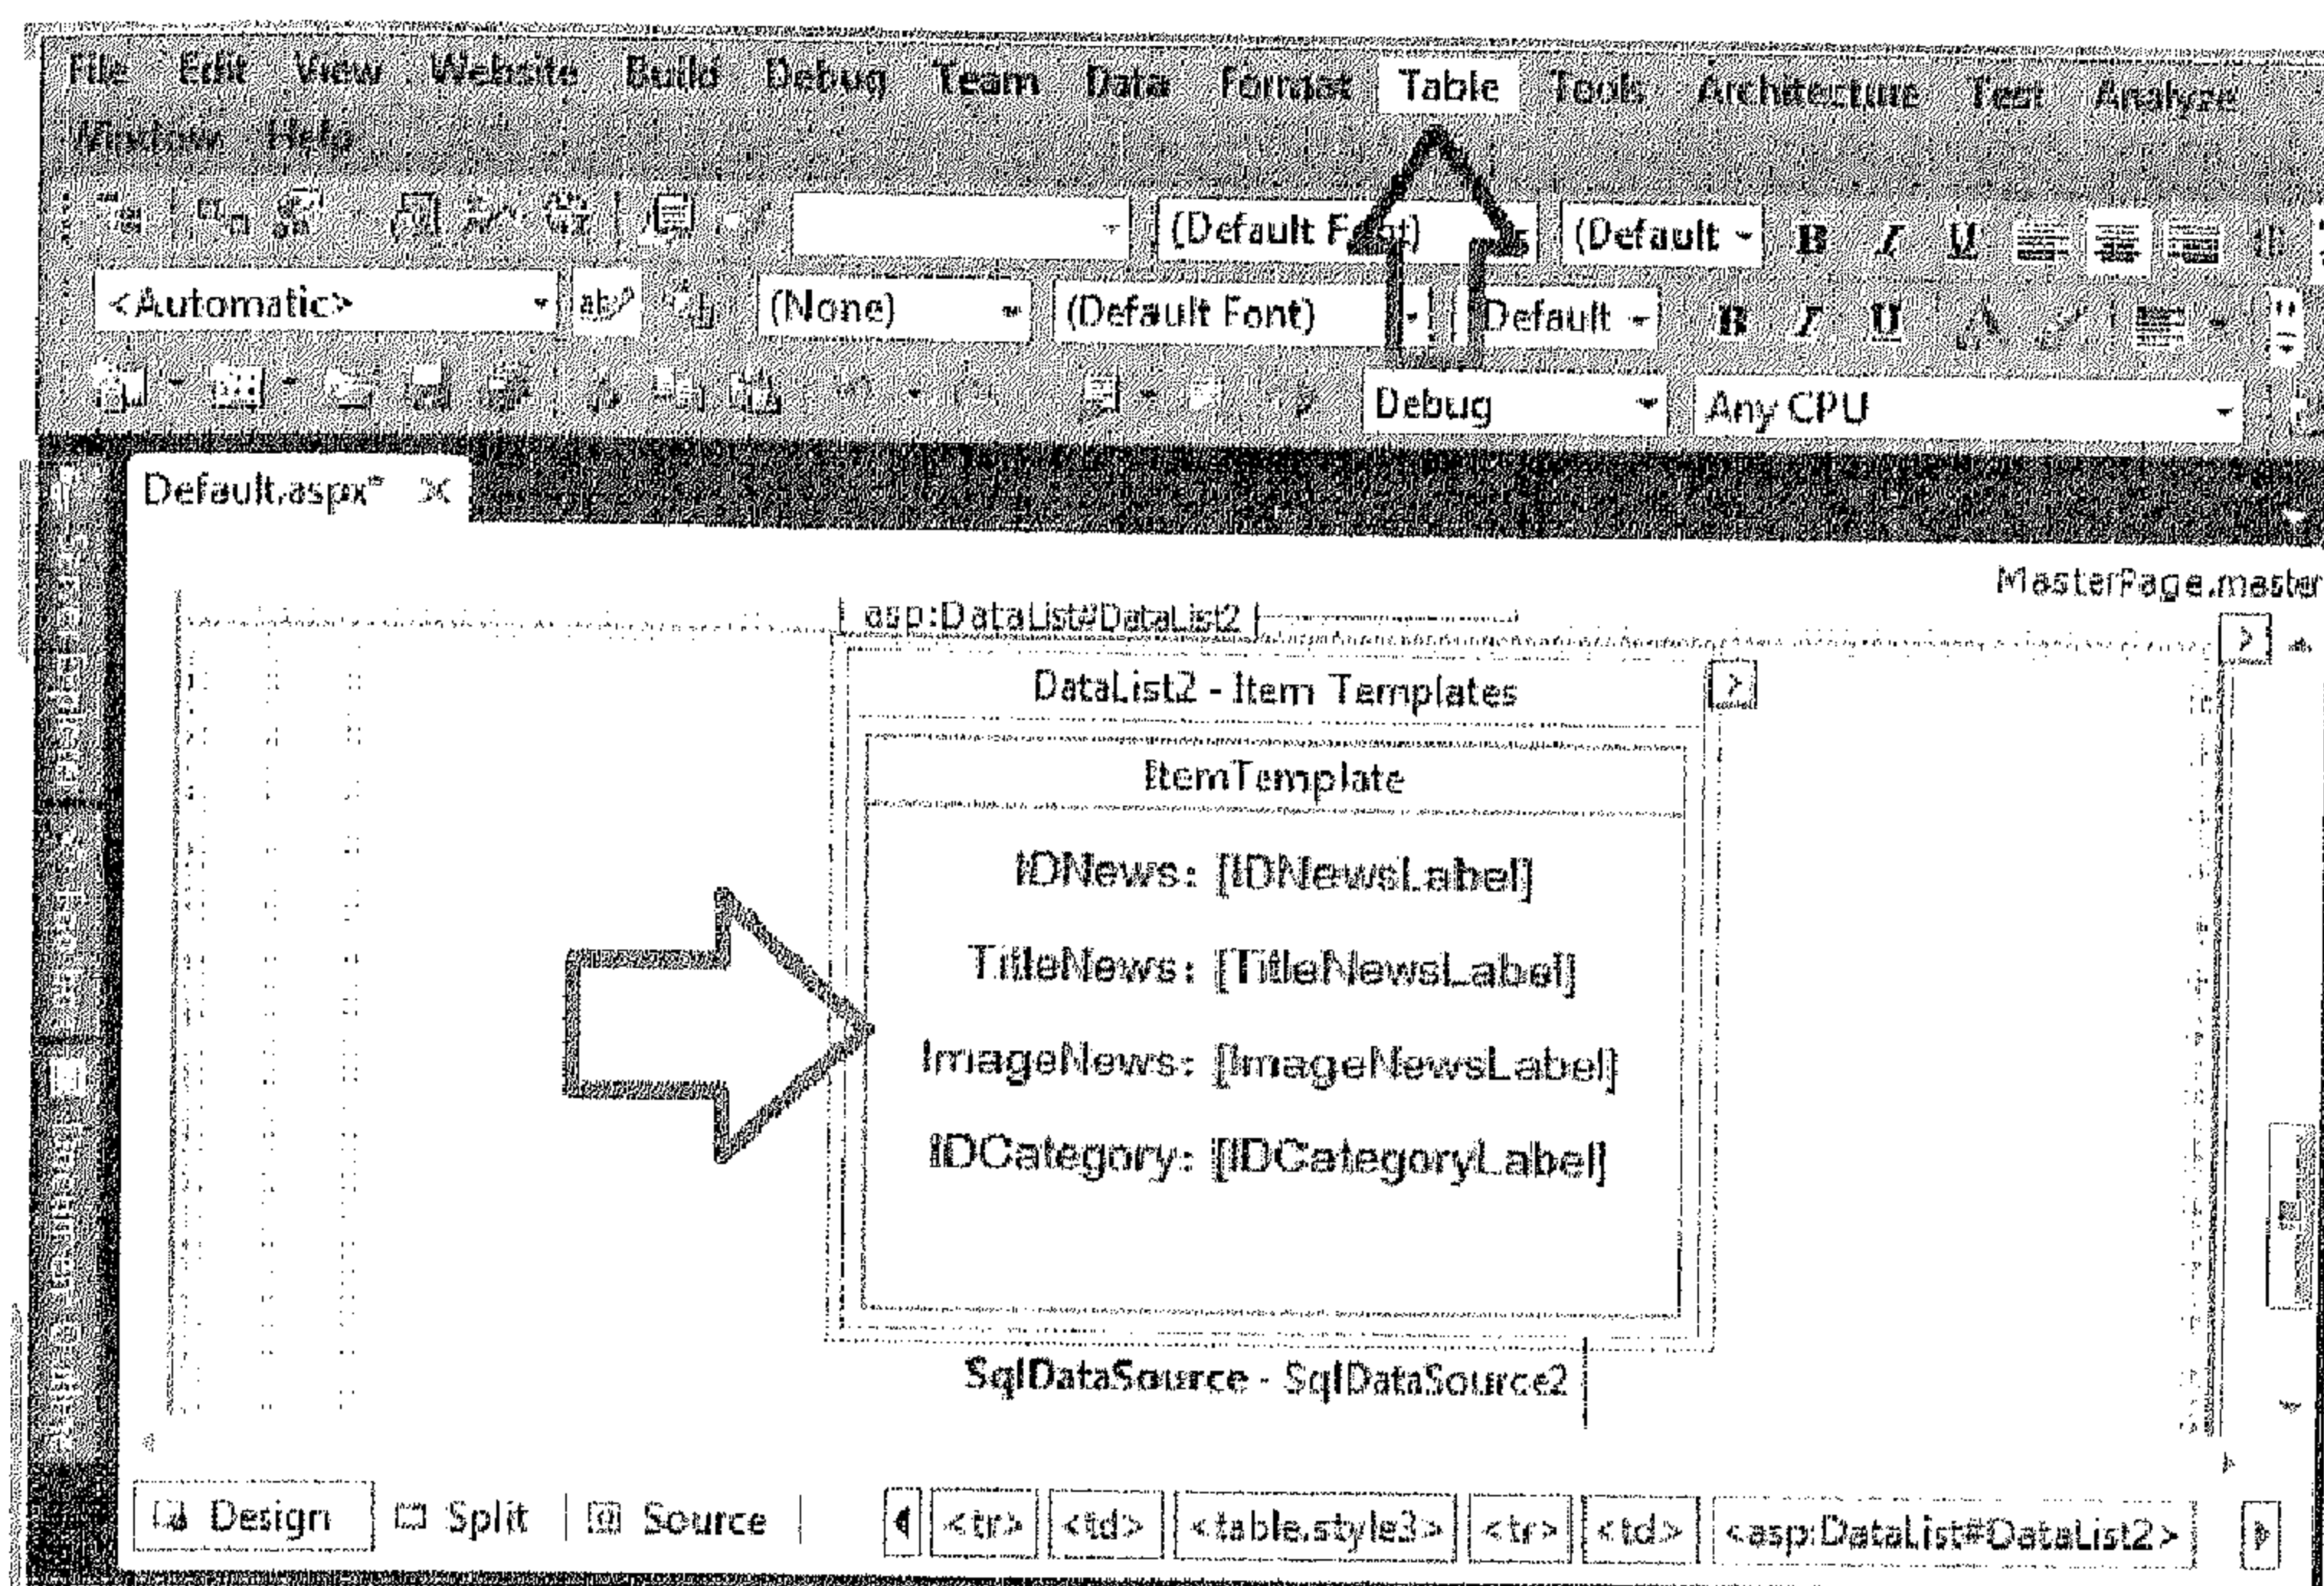 File Edit View Website Build Debug Team Data Format Table Tools Architecture Test Analyze
Window Help
(Default Font) (Default B I U
<Automatic> ab (None) (Default Font) Default B I U A
Debug Any CPU
Default.aspx* ×
MasterPage.master
asp:DataList#DataList2
DataList2 - Item Templates
ItemTemplate
IDNews: [IDNewsLabel]
TitleNews: [TitleNewsLabel]
ImageNews: [ImageNewsLabel]
IDCategory: [IDCategoryLabel]
SqlDataSource - SqlDataSource2
Design Split Source <tr> <td> <table.style3> <tr> <td> <asp:DataList#DataList2>